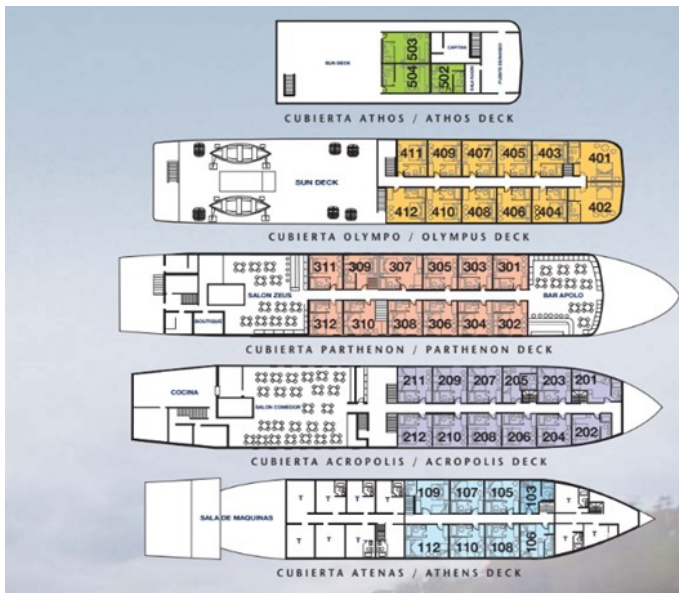 503
CAPITAN
SUN DECK
504
502
SALA RADIO
PUENTE DE MANDO
CUBIERTA ATHOS / ATHOS DECK
411 409 407 405 403 401
SUN DECK
412 410 408 406 404 402
CUBIERTA OLYMPO / OLYMPUS DECK
311 309 307 305 303 301
SALON ZEUS
BAR APOLO
BOUTIQUE
312 310 308 306 304 302
CUBIERTA PARTHENON / PARTHENON DECK
211 209 207 205 203 201
COCINA
SALON COMEDOR
212 210 208 206 204 202
CUBIERTA ACROPOLIS / ACROPOLIS DECK
109 107 105 103
T T T T T
SALA DE MAQUINAS
T T T T T T
112 110 108 106
CUBIERTA ATENAS / ATHENS DECK